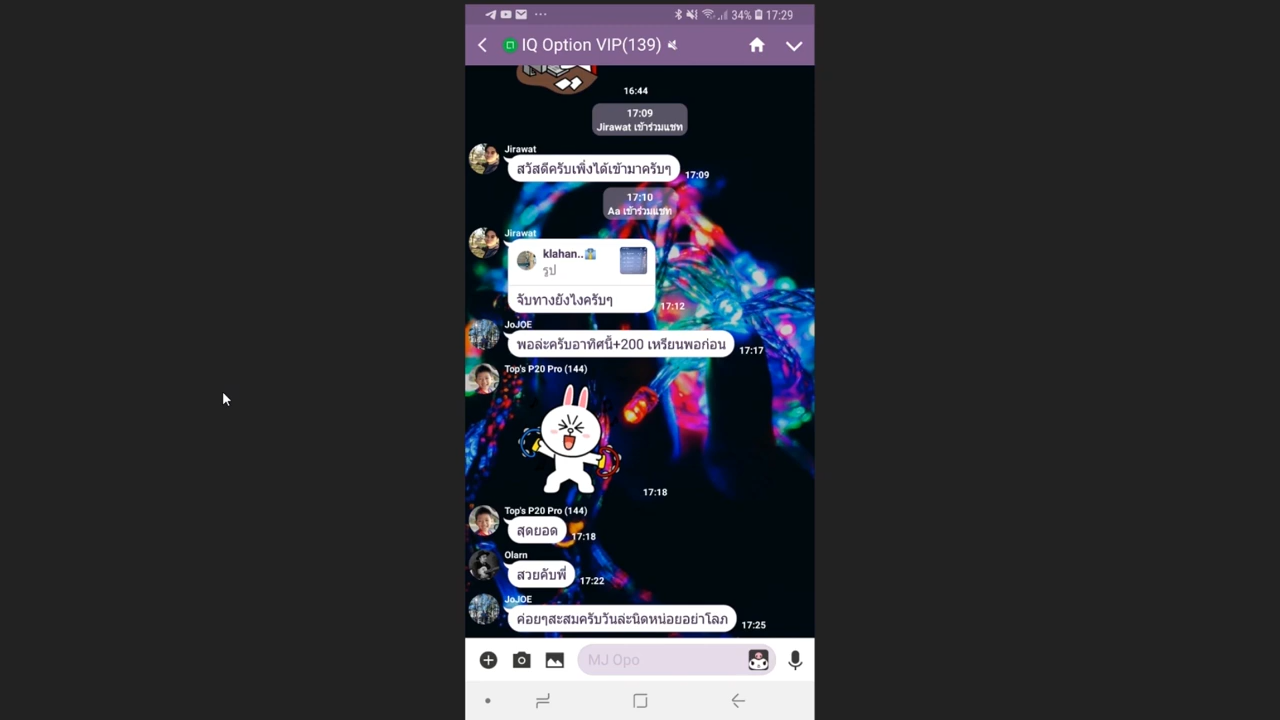 34% 17:29
IQ Option VIP(139)
16:44
17:09
Jirawat เข้าร่วมแชท
Jirawat
สวัสดีครับเพิ่งได้เข้ามาครับๆ
17:09
17:10
Aa เข้าร่วมแชท
Jirawat
klahan..
รูป
จับทางยังไงครับๆ
17:12
JoJOE
พอล่ะครับอาทิศนี้+200 เหรียนพอก่อน
17:17
Top's P20 Pro (144)
17:18
Top's P20 Pro (144)
สุดยอด
17:18
Olarn
สวยคับพี่
17:22
JoJOE
ค่อยๆสะสมครับวันล่ะนิดหน่อยอย่าโลภ
17:25
MJ Opo